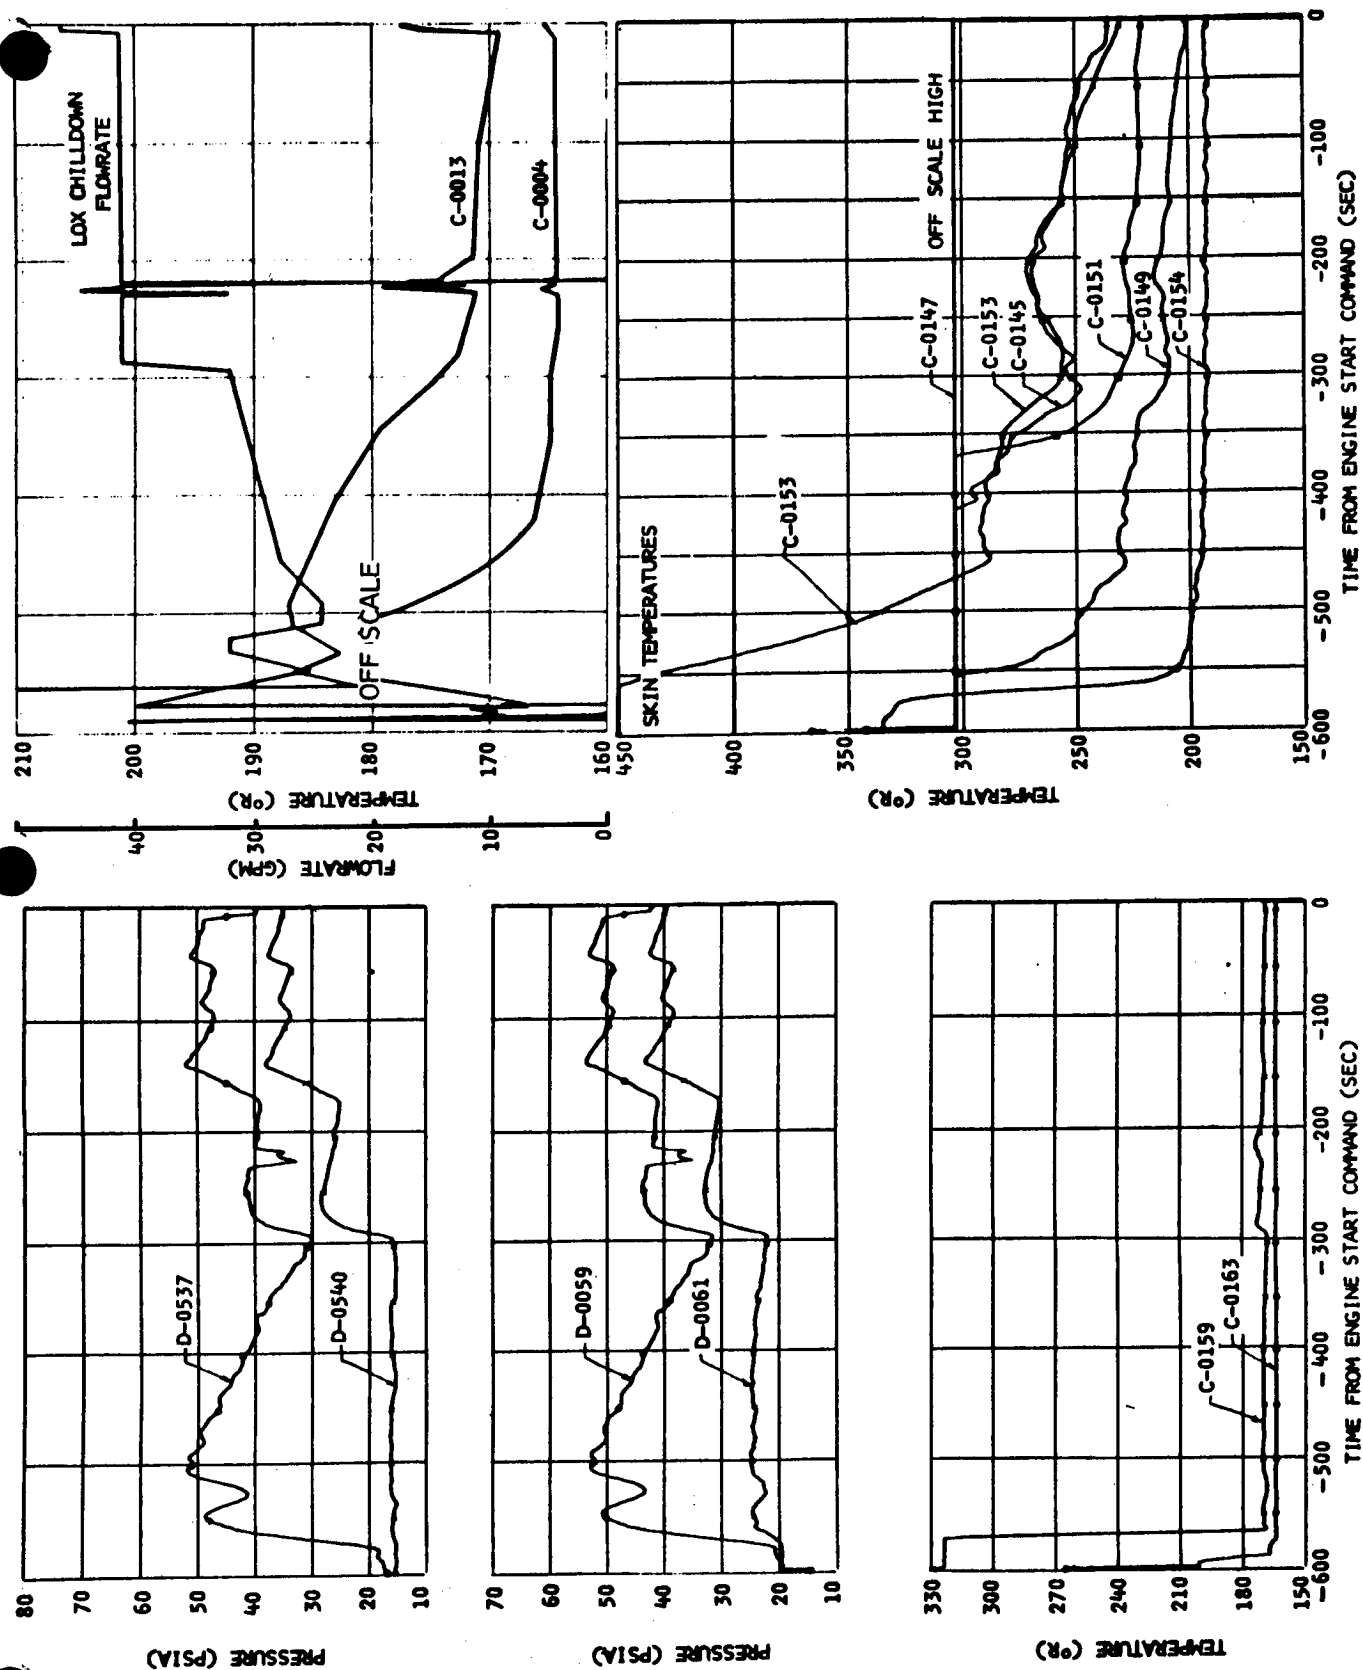 LOX CHILLDOWN
FLOWRATE
C-0013
C-0004
OFF SCALE
210
200
190
180
170
160
TEMPERATURE (°R)
40
30
20
10
0
FLOWRATE (GPM)
SKIN TEMPERATURES
OFF SCALE HIGH
C-0153
C-0147
C-0153
C-0145
C-0151
C-0149
C-0154
450
400
350
300
250
200
150
TEMPERATURE (°R)
-600
-500
-400
-300
-200
-100
0
TIME FROM ENGINE START COMMAND (SEC)
D-0537
D-0540
80
70
60
50
40
30
20
10
PRESSURE (PSIA)
D-0059
D-0061
70
60
50
40
30
20
10
PRESSURE (PSIA)
C-0159
C-0163
330
300
270
240
210
180
150
TEMPERATURE (°R)
-600
-500
-400
-300
-200
-100
0
TIME FROM ENGINE START COMMAND (SEC)